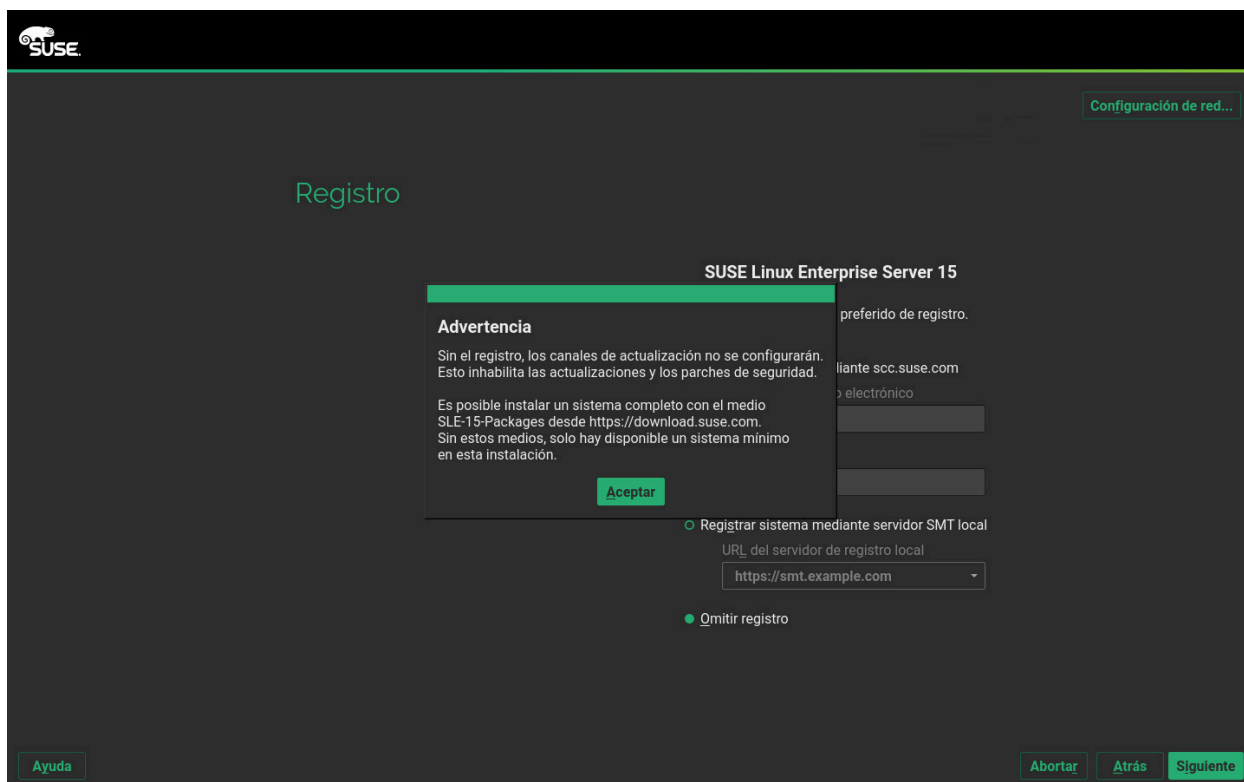 SUSE.
Configuración de red...
Registro
SUSE Linux Enterprise Server 15
preferido de registro.
scc.suse.com
electrónico
Advertencia
Sin el registro, los canales de actualización no se configurarán.
Esto inhabilita las actualizaciones y los parches de seguridad.
Es posible instalar un sistema completo con el medio
SLE-15-Packages desde https://download.suse.com.
Sin estos medios, solo hay disponible un sistema mínimo
en esta instalación.
Aceptar
Registrar sistema mediante servidor SMT local
URL del servidor de registro local
https://smt.example.com
Omitir registro
Ayuda
Abortar
Atrás
Siguiente